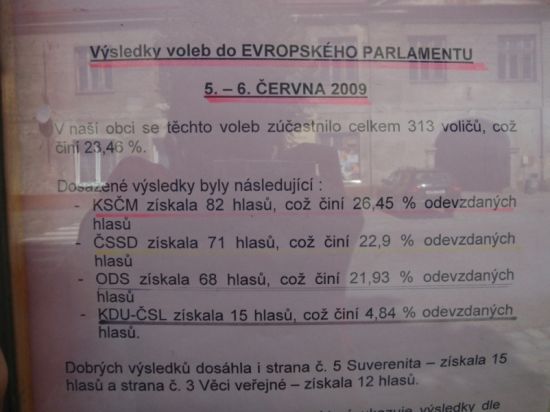 Výsledky voleb do EVROPSKÉHO PARLAMENTU
5. – 6. ČERVNA 2009
V naší obci se těchto voleb zúčastnilo celkem 313 voličů, což
činí 23,46 %.
Dosažené výsledky byly následující :
- KSČM získala 82 hlasů, což činí 26,45 % odevzdaných
hlasů
- ČSSD získala 71 hlasů, což činí 22,9 % odevzdaných
hlasů
- ODS získala 68 hlasů, což činí 21,93 % odevzdaných
hlasů
- KDU-ČSL získala 15 hlasů, což činí 4,84 % odevzdaných
hlasů.
Dobrých výsledků dosáhla i strana č. 5 Suverenita – získala 15
hlasů a strana č. 3 Věci veřejné – získala 12 hlasů.
ukazuje výsledky dle